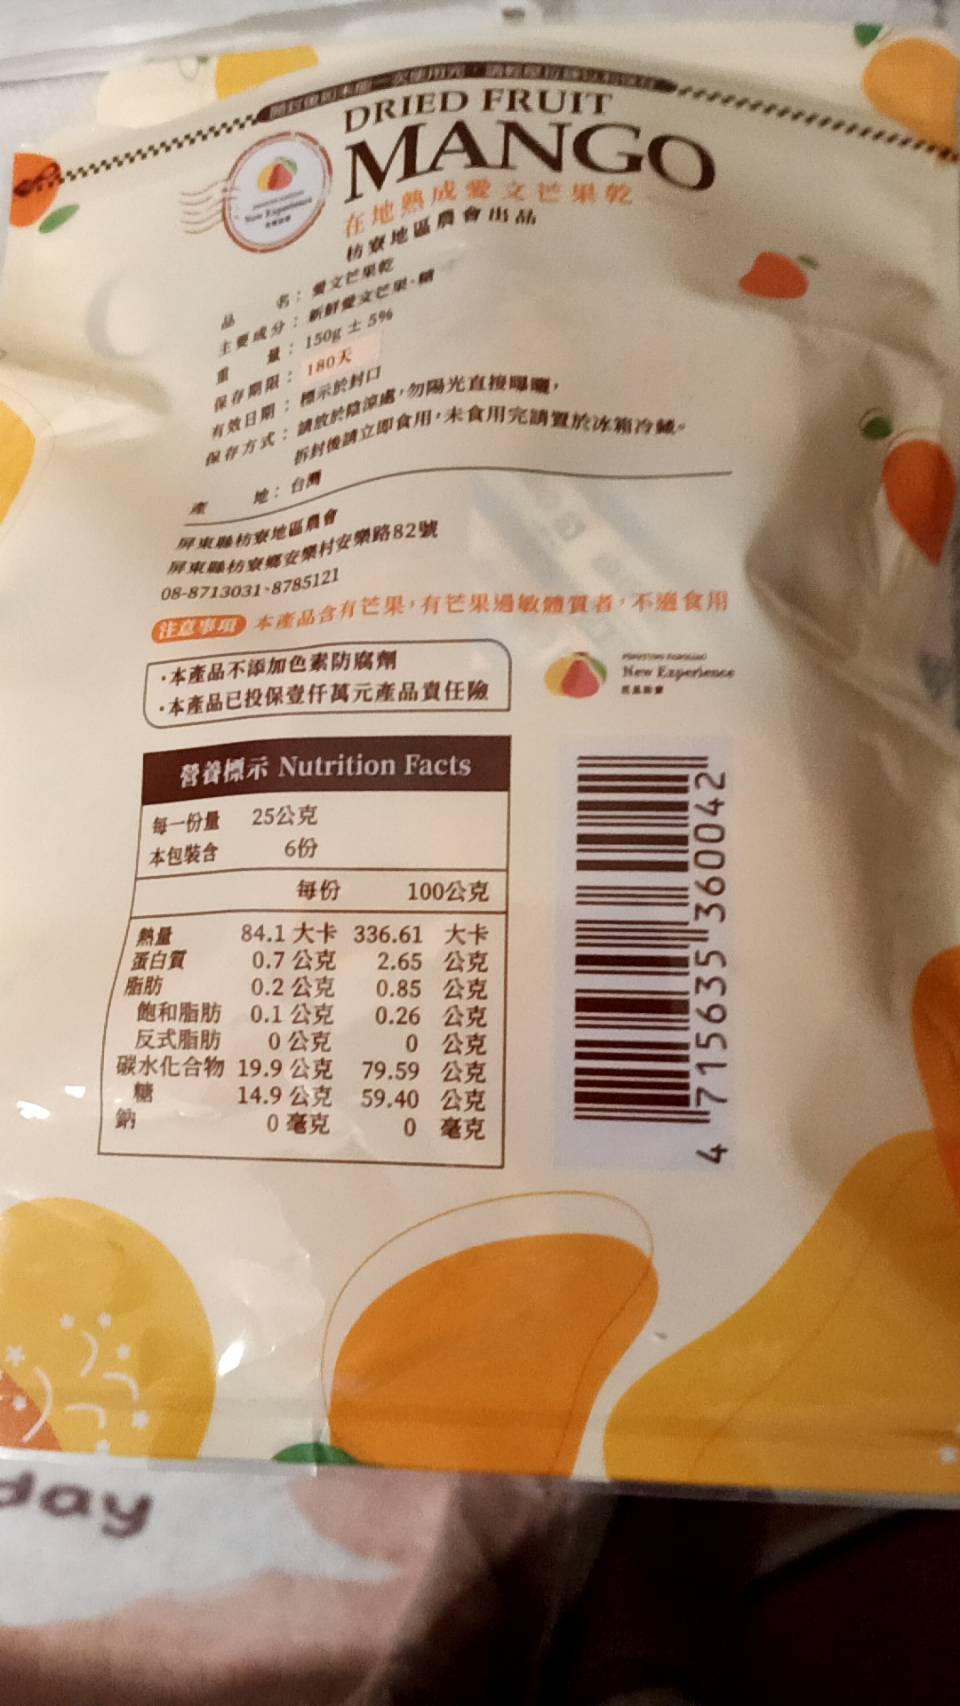 DRIED FRUIT
MANGO
在地熟成愛文芒果乾
枋寮地區農會出品
New Experience
品名：愛文芒果乾
主要成分：新鮮愛文芒果、糖
重量：150g ± 5%
保存期限：180天
有效日期：標示於封口
保存方式：請放於陰涼處，勿陽光直接曝曬，
拆封後請立即食用，未食用完請置於冰箱冷藏。
產地：台灣
屏東縣枋寮地區農會
屏東縣枋寮鄉安樂村安樂路82號
08-8713031、8785121
注意事項 本產品含有芒果，有芒果過敏體質者，不適食用
·本產品不添加色素防腐劑
·本產品已投保壹仟萬元產品責任險
New Experience
營養標示 Nutrition Facts
每一份量 25公克
本包裝含 6份
每份 100公克
熱量 84.1 大卡 336.61 大卡
蛋白質 0.7 公克 2.65 公克
脂肪 0.2 公克 0.85 公克
飽和脂肪 0.1 公克 0.26 公克
反式脂肪 0 公克 0 公克
碳水化合物 19.9 公克 79.59 公克
糖 14.9 公克 59.40 公克
鈉 0 毫克 0 毫克
4 715635 360042
day